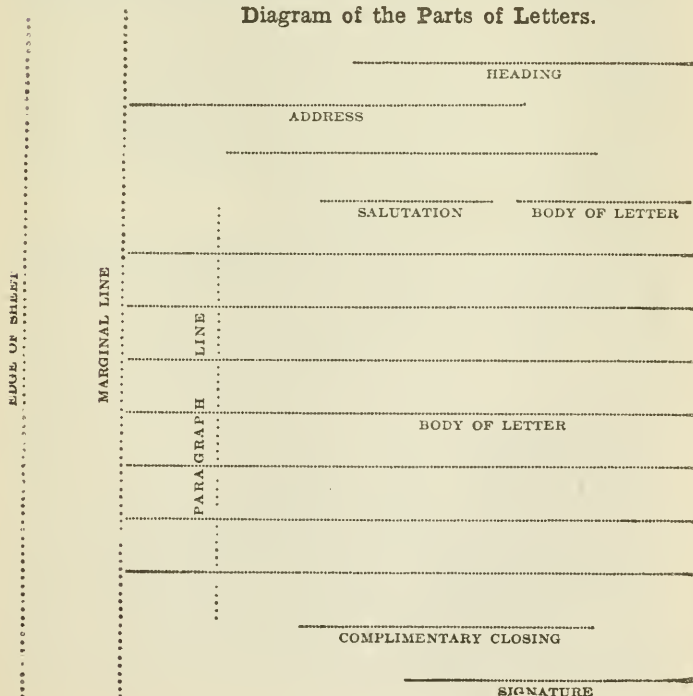 Diagram of the Parts of Letters.
HEADING
ADDRESS
SALUTATION
BODY OF LETTER
EDGE OF SHEET
MARGINAL LINE
PARAGRAPH LINE
BODY OF LETTER
COMPLIMENTARY CLOSING
SIGNATURE